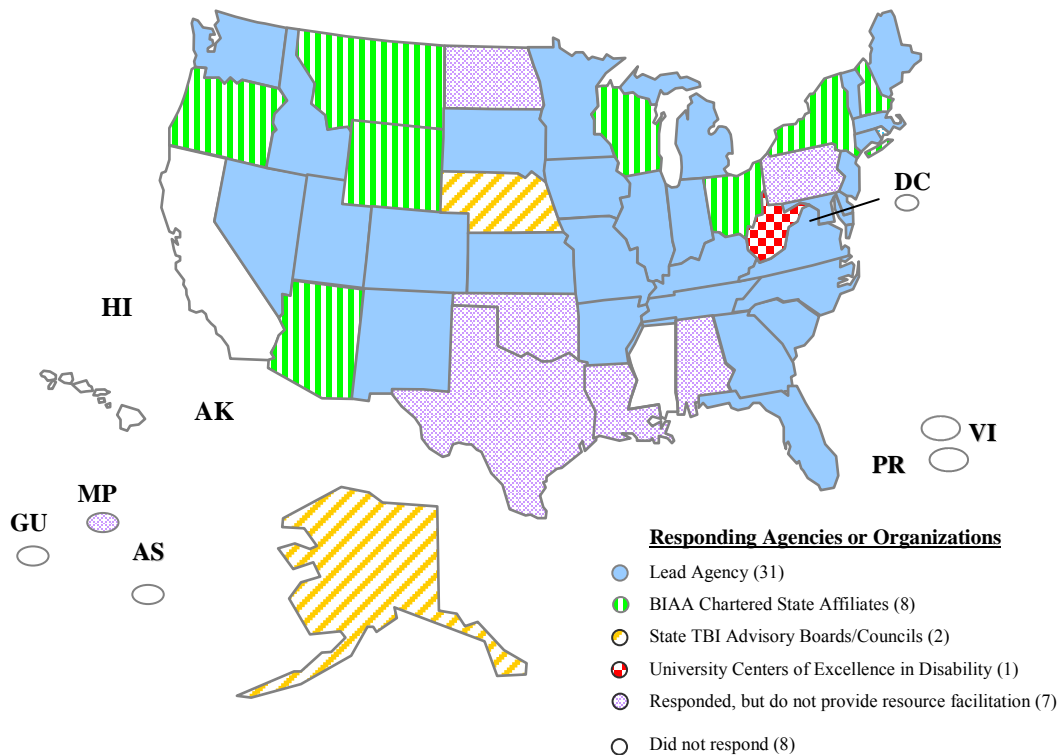 DC
HI
AK
VI
PR
MP
GU
AS
Responding Agencies or Organizations
Lead Agency (31)
BIAA Chartered State Affiliates (8)
State TBI Advisory Boards/Councils (2)
University Centers of Excellence in Disability (1)
Responded, but do not provide resource facilitation (7)
Did not respond (8)